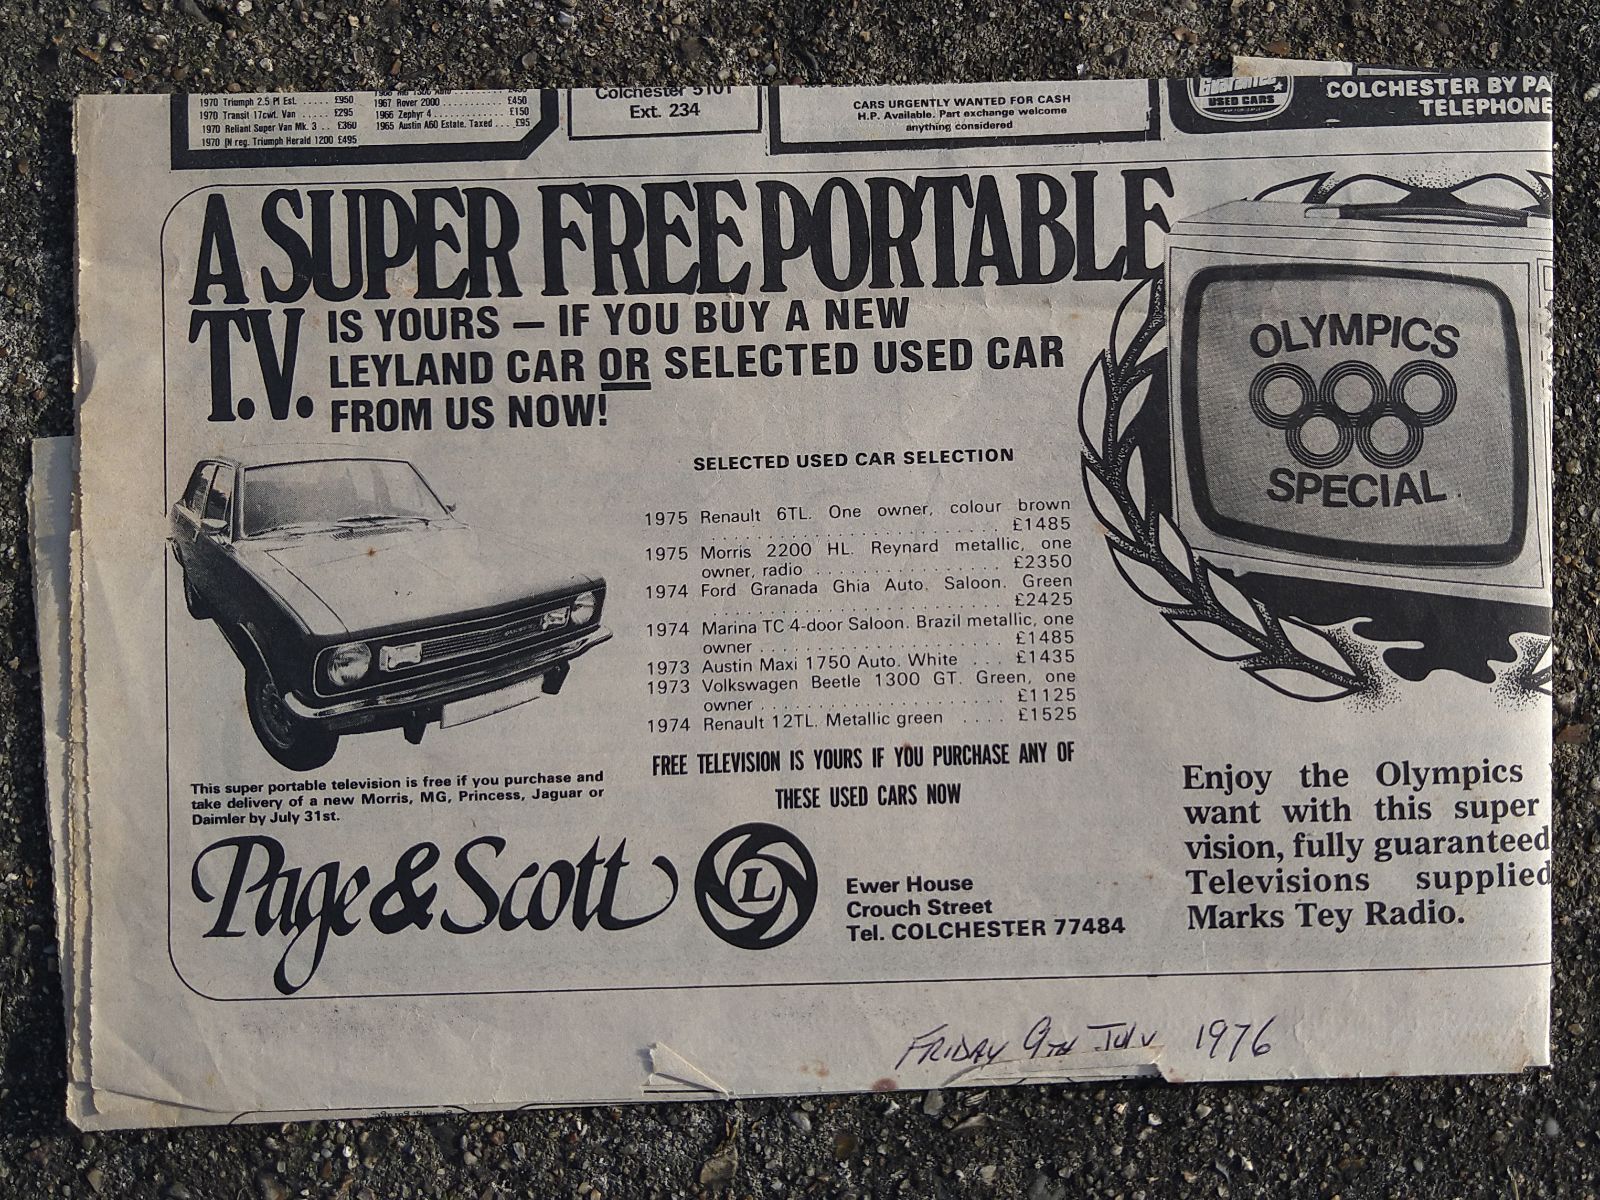 1970 Triumph 2.5 PI Est. ..... £950
1970 Transit 17cwt. Van ..... £295
1970 Reliant Super Van Mk. 3 .. £360
1970 [N reg. Triumph Herald 1200 £495
1967 Rover 2000 .......... £450
1966 Zephyr 4 ............ £150
1965 Austin A60 Estate. Taxed ... £95
Colchester 5101
Ext. 234
CARS URGENTLY WANTED FOR CASH
H.P. Available. Part exchange welcome
anything considered
Guarantee
USED CARS
COLCHESTER BY PA
TELEPHONE
A SUPER FREE PORTABLE
T.V. IS YOURS – IF YOU BUY A NEW
LEYLAND CAR OR SELECTED USED CAR
FROM US NOW!
SELECTED USED CAR SELECTION
1975 Renault 6TL. One owner, colour brown
. . . . . . . . . . . . . . . . . . . . £1485
1975 Morris 2200 HL. Reynard metallic, one
owner, radio . . . . . . . . . . . . . £2350
1974 Ford Granada Ghia Auto. Saloon. Green
. . . . . . . . . . . . . . . . . . . . £2425
1974 Marina TC 4-door Saloon. Brazil metallic, one
owner . . . . . . . . . . . . . . . . . £1485
1973 Austin Maxi 1750 Auto. White . . . £1435
1973 Volkswagen Beetle 1300 GT. Green, one
owner . . . . . . . . . . . . . . . . . £1125
1974 Renault 12TL. Metallic green . . . . £1525
FREE TELEVISION IS YOURS IF YOU PURCHASE ANY OF
THESE USED CARS NOW
This super portable television is free if you purchase and
take delivery of a new Morris, MG, Princess, Jaguar or
Daimler by July 31st.
Page & Scott
L
Ewer House
Crouch Street
Tel. COLCHESTER 77484
OLYMPICS
SPECIAL
Enjoy the Olympics
want with this super
vision, fully guaranteed
Televisions supplied
Marks Tey Radio.
FRIDAY 9TH JULY 1976